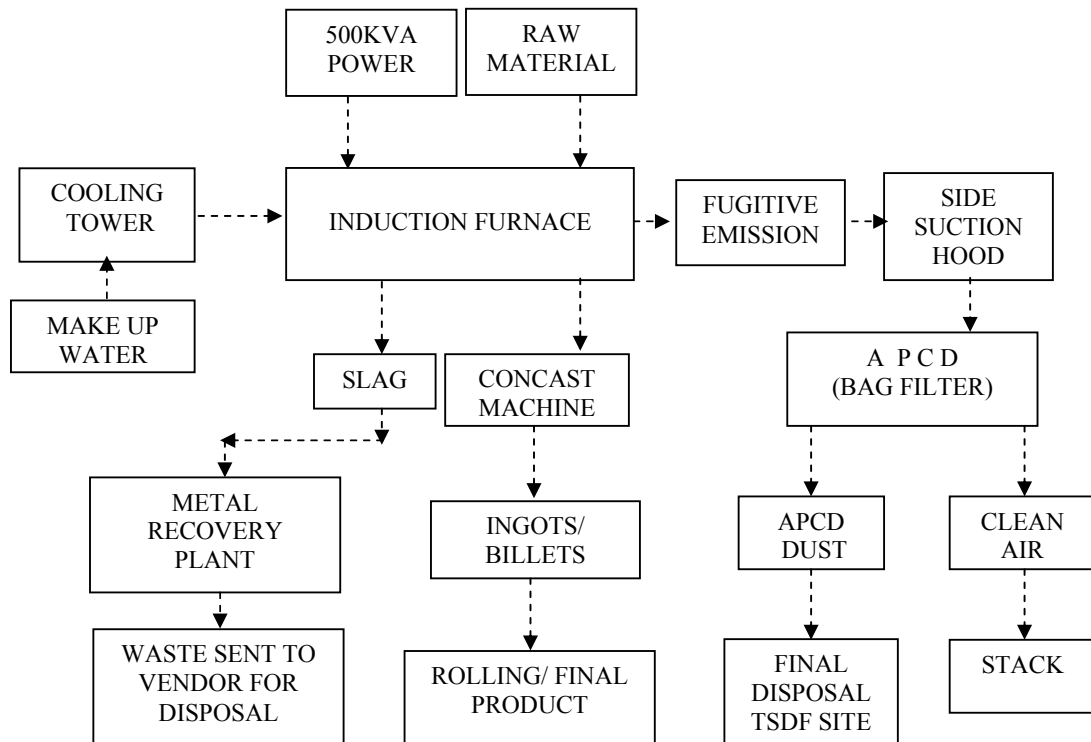 500KVA
POWER
RAW
MATERIAL
COOLING
TOWER
INDUCTION FURNACE
FUGITIVE
EMISSION
SIDE
SUCTION
HOOD
MAKE UP
WATER
SLAG
CONCAST
MACHINE
A P C D
(BAG FILTER)
METAL
RECOVERY
PLANT
INGOTS/
BILLETS
APCD
DUST
CLEAN
AIR
WASTE SENT TO
VENDOR FOR
DISPOSAL
ROLLING/ FINAL
PRODUCT
FINAL
DISPOSAL
TSDF SITE
STACK